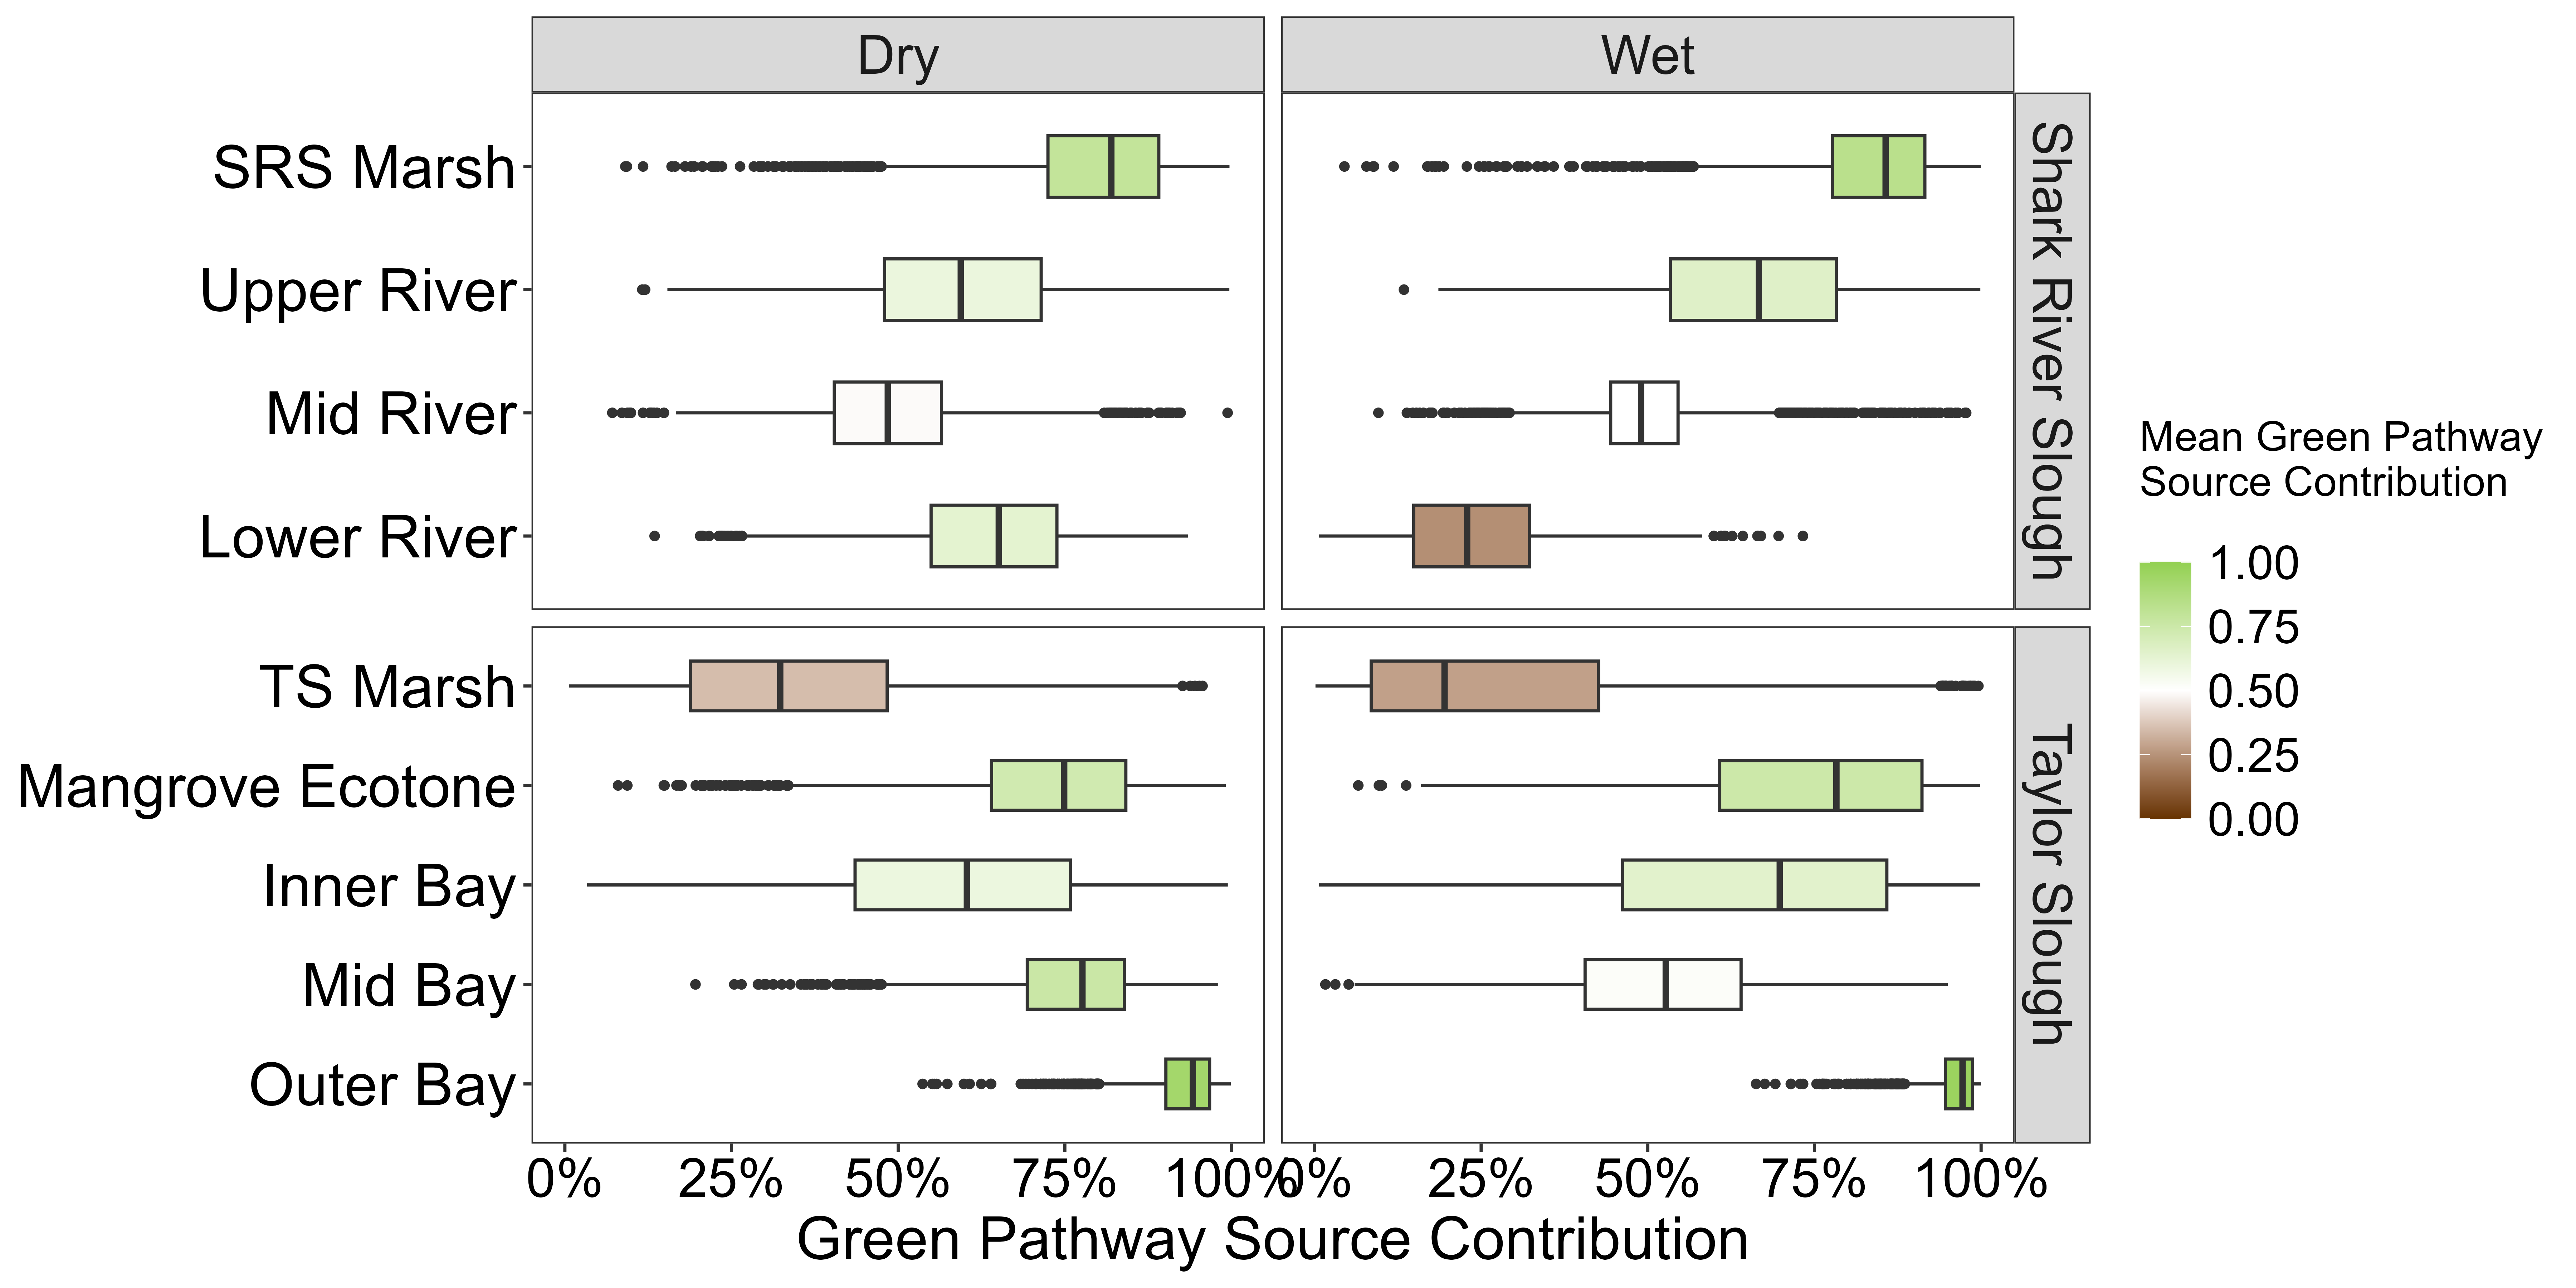 Dry
Wet
SRS Marsh
Upper River
Mid River
Lower River
Shark River Slough
TS Marsh
Mangrove Ecotone
Inner Bay
Mid Bay
Outer Bay
Taylor Slough
0% 25% 50% 75% 100%
0% 25% 50% 75% 100%
Green Pathway Source Contribution
Mean Green Pathway
Source Contribution
1.00
0.75
0.50
0.25
0.00